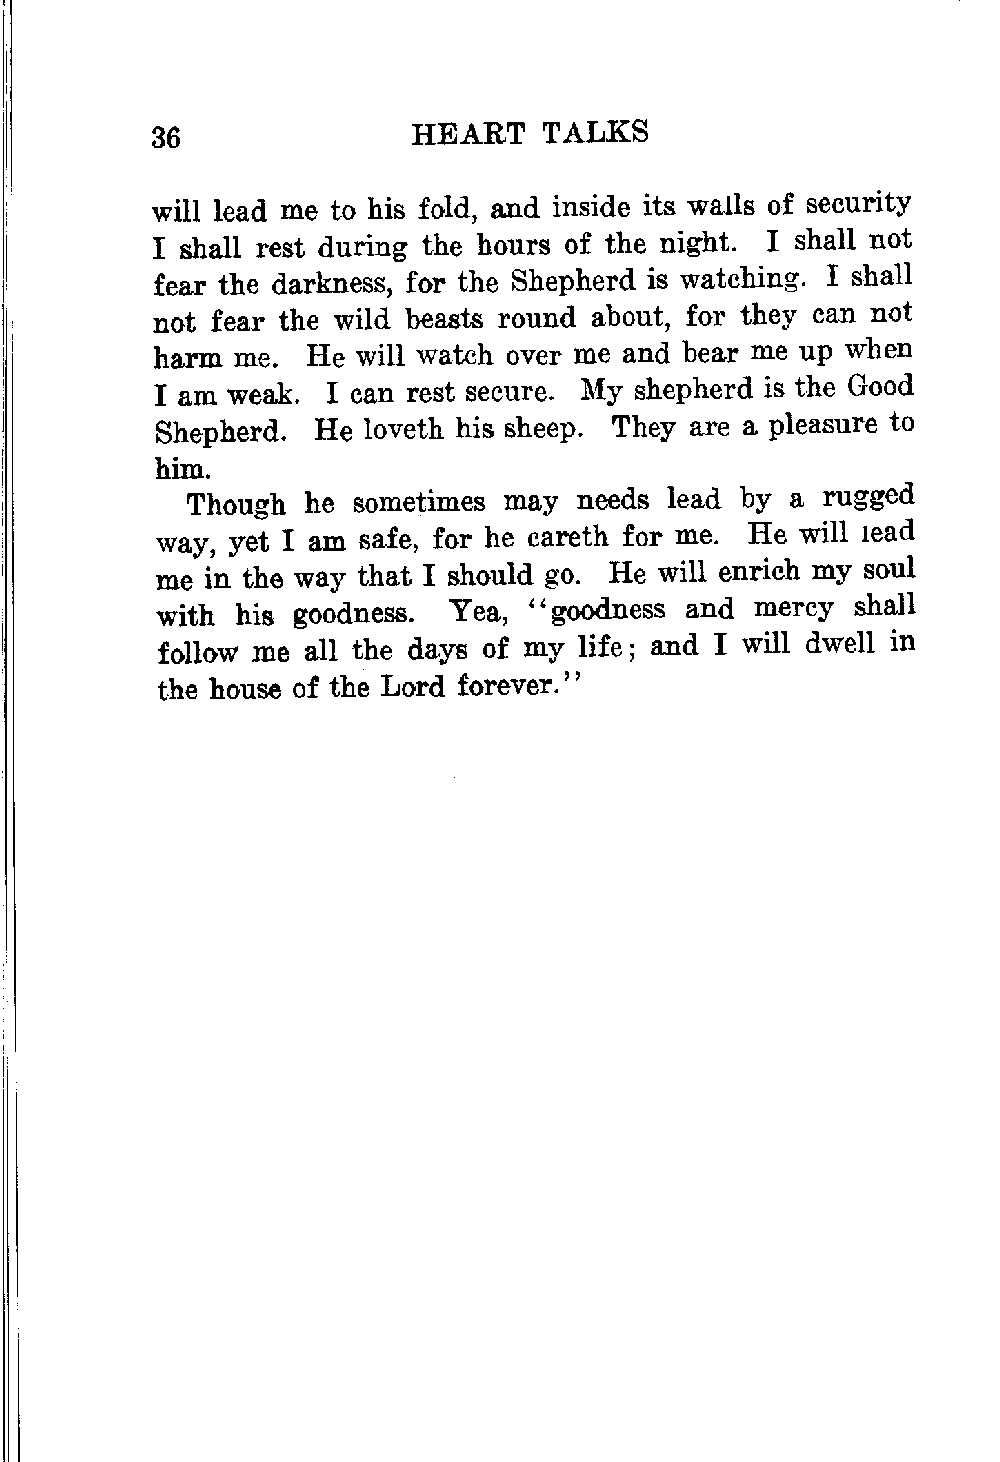 36 HEART TALKS
will lead me to his fold, and inside its walls of security
I shall rest during the hours of the night. I shall not
fear the darkness, for the Shepherd is watching. I shall
not fear the wild beasts round about, for they can not
harm me. He will watch over me and bear me up when
I am weak. I can rest secure. My shepherd is the Good
Shepherd. He loveth his sheep. They are a pleasure to
him.
Though he sometimes may needs lead by a rugged
way, yet I am safe, for he careth for me. He will lead
me in the way that I should go. He will enrich my soul
with his goodness. Yea, ‘‘goodness and mercy shall
follow me all the days of my life; and I will dwell in
the house of the Lord forever.’’